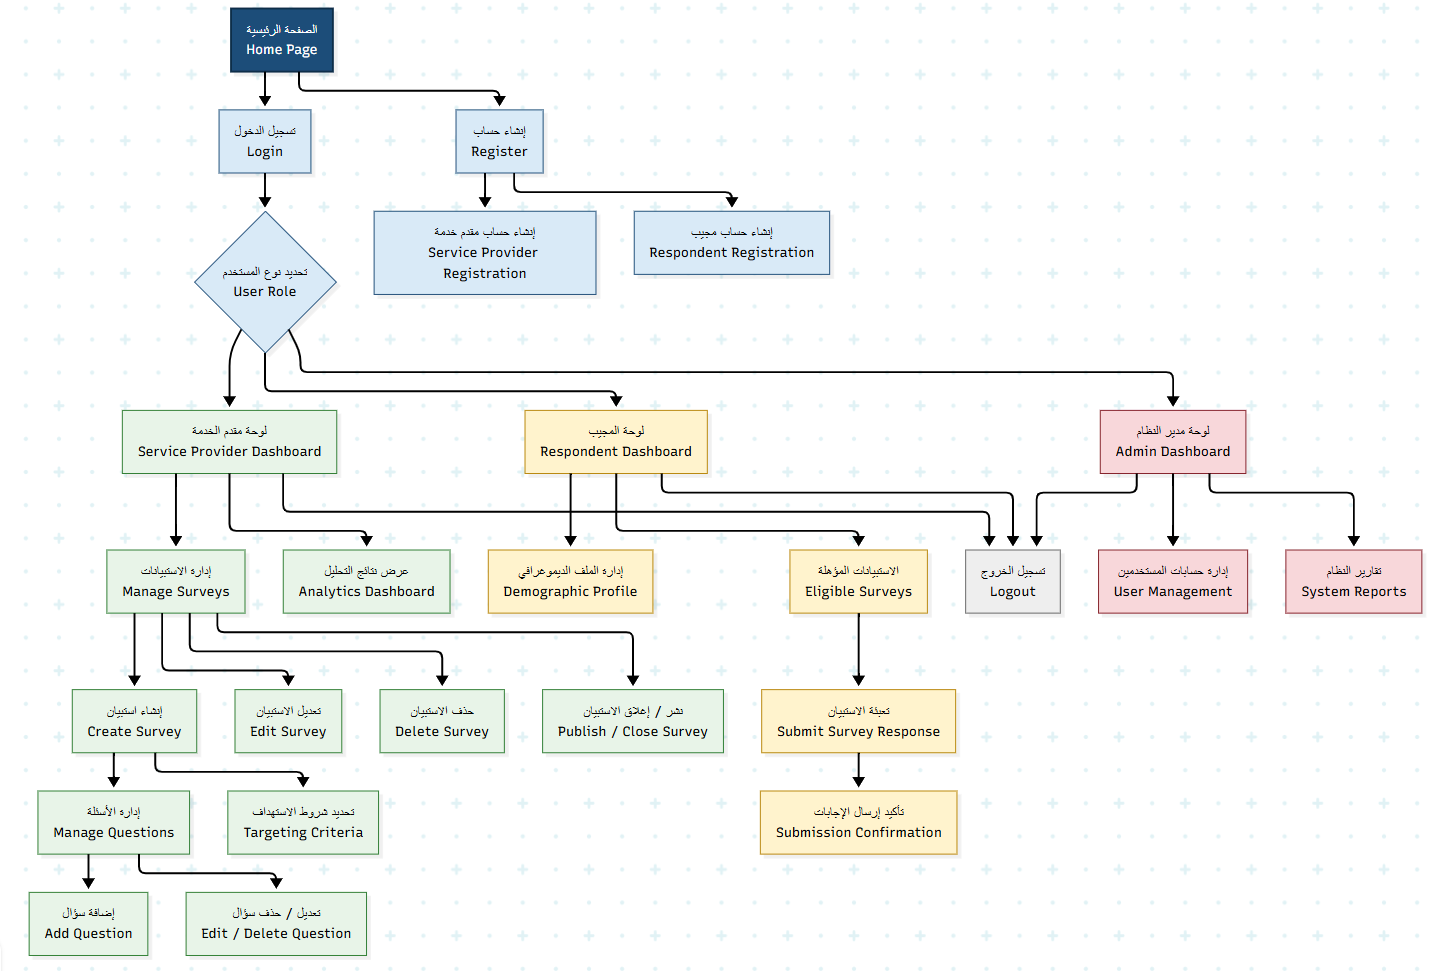 الصفحة الرئيسية
Home Page
تسجيل الدخول
Login
إنشاء حساب
Register
إنشاء حساب مقدم خدمة
Service Provider
Registration
إنشاء حساب مجيب
Respondent Registration
تحديد نوع المستخدم
User Role
لوحة مقدم الخدمة
Service Provider Dashboard
لوحة المجيب
Respondent Dashboard
لوحة مدير النظام
Admin Dashboard
إدارة الاستبيانات
Manage Surveys
عرض نتائج التحليل
Analytics Dashboard
إدارة الملف الديموغرافي
Demographic Profile
الاستبيانات المؤهلة
Eligible Surveys
تسجيل الخروج
Logout
إدارة حسابات المستخدمين
User Management
تقارير النظام
System Reports
إنشاء استبيان
Create Survey
تعديل الاستبيان
Edit Survey
حذف الاستبيان
Delete Survey
نشر / إغلاق الاستبيان
Publish / Close Survey
تعبئة الاستبيان
Submit Survey Response
إدارة الأسئلة
Manage Questions
تحديد شروط الاستهداف
Targeting Criteria
تأكيد إرسال الإجابات
Submission Confirmation
إضافة سؤال
Add Question
تعديل / حذف سؤال
Edit / Delete Question